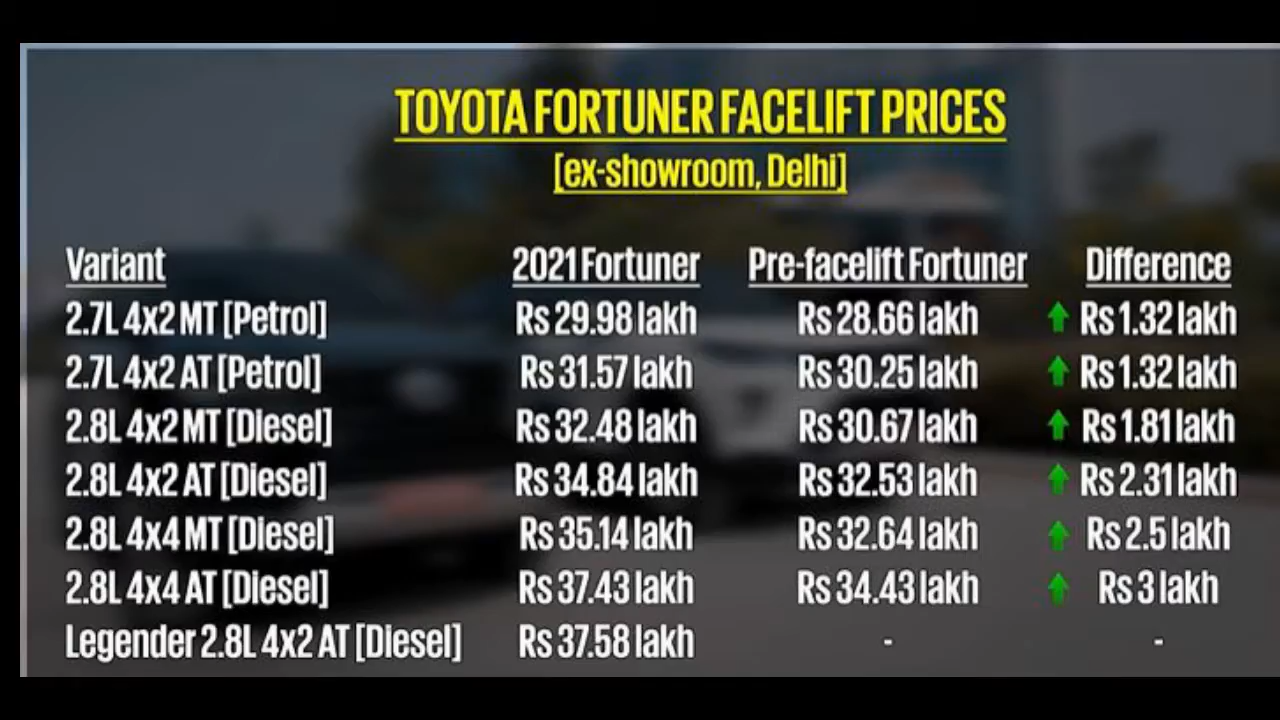 TOYOTA FORTUNER FACELIFT PRICES
[ex-showroom, Delhi]
Variant 2021 Fortuner Pre-facelift Fortuner Difference
2.7L 4x2 MT [Petrol] Rs 29.98 lakh Rs 28.66 lakh Rs 1.32 lakh
2.7L 4x2 AT [Petrol] Rs 31.57 lakh Rs 30.25 lakh Rs 1.32 lakh
2.8L 4x2 MT [Diesel] Rs 32.48 lakh Rs 30.67 lakh Rs 1.81 lakh
2.8L 4x2 AT [Diesel] Rs 34.84 lakh Rs 32.53 lakh Rs 2.31 lakh
2.8L 4x4 MT [Diesel] Rs 35.14 lakh Rs 32.64 lakh Rs 2.5 lakh
2.8L 4x4 AT [Diesel] Rs 37.43 lakh Rs 34.43 lakh Rs 3 lakh
Legender 2.8L 4x2 AT [Diesel] Rs 37.58 lakh - -